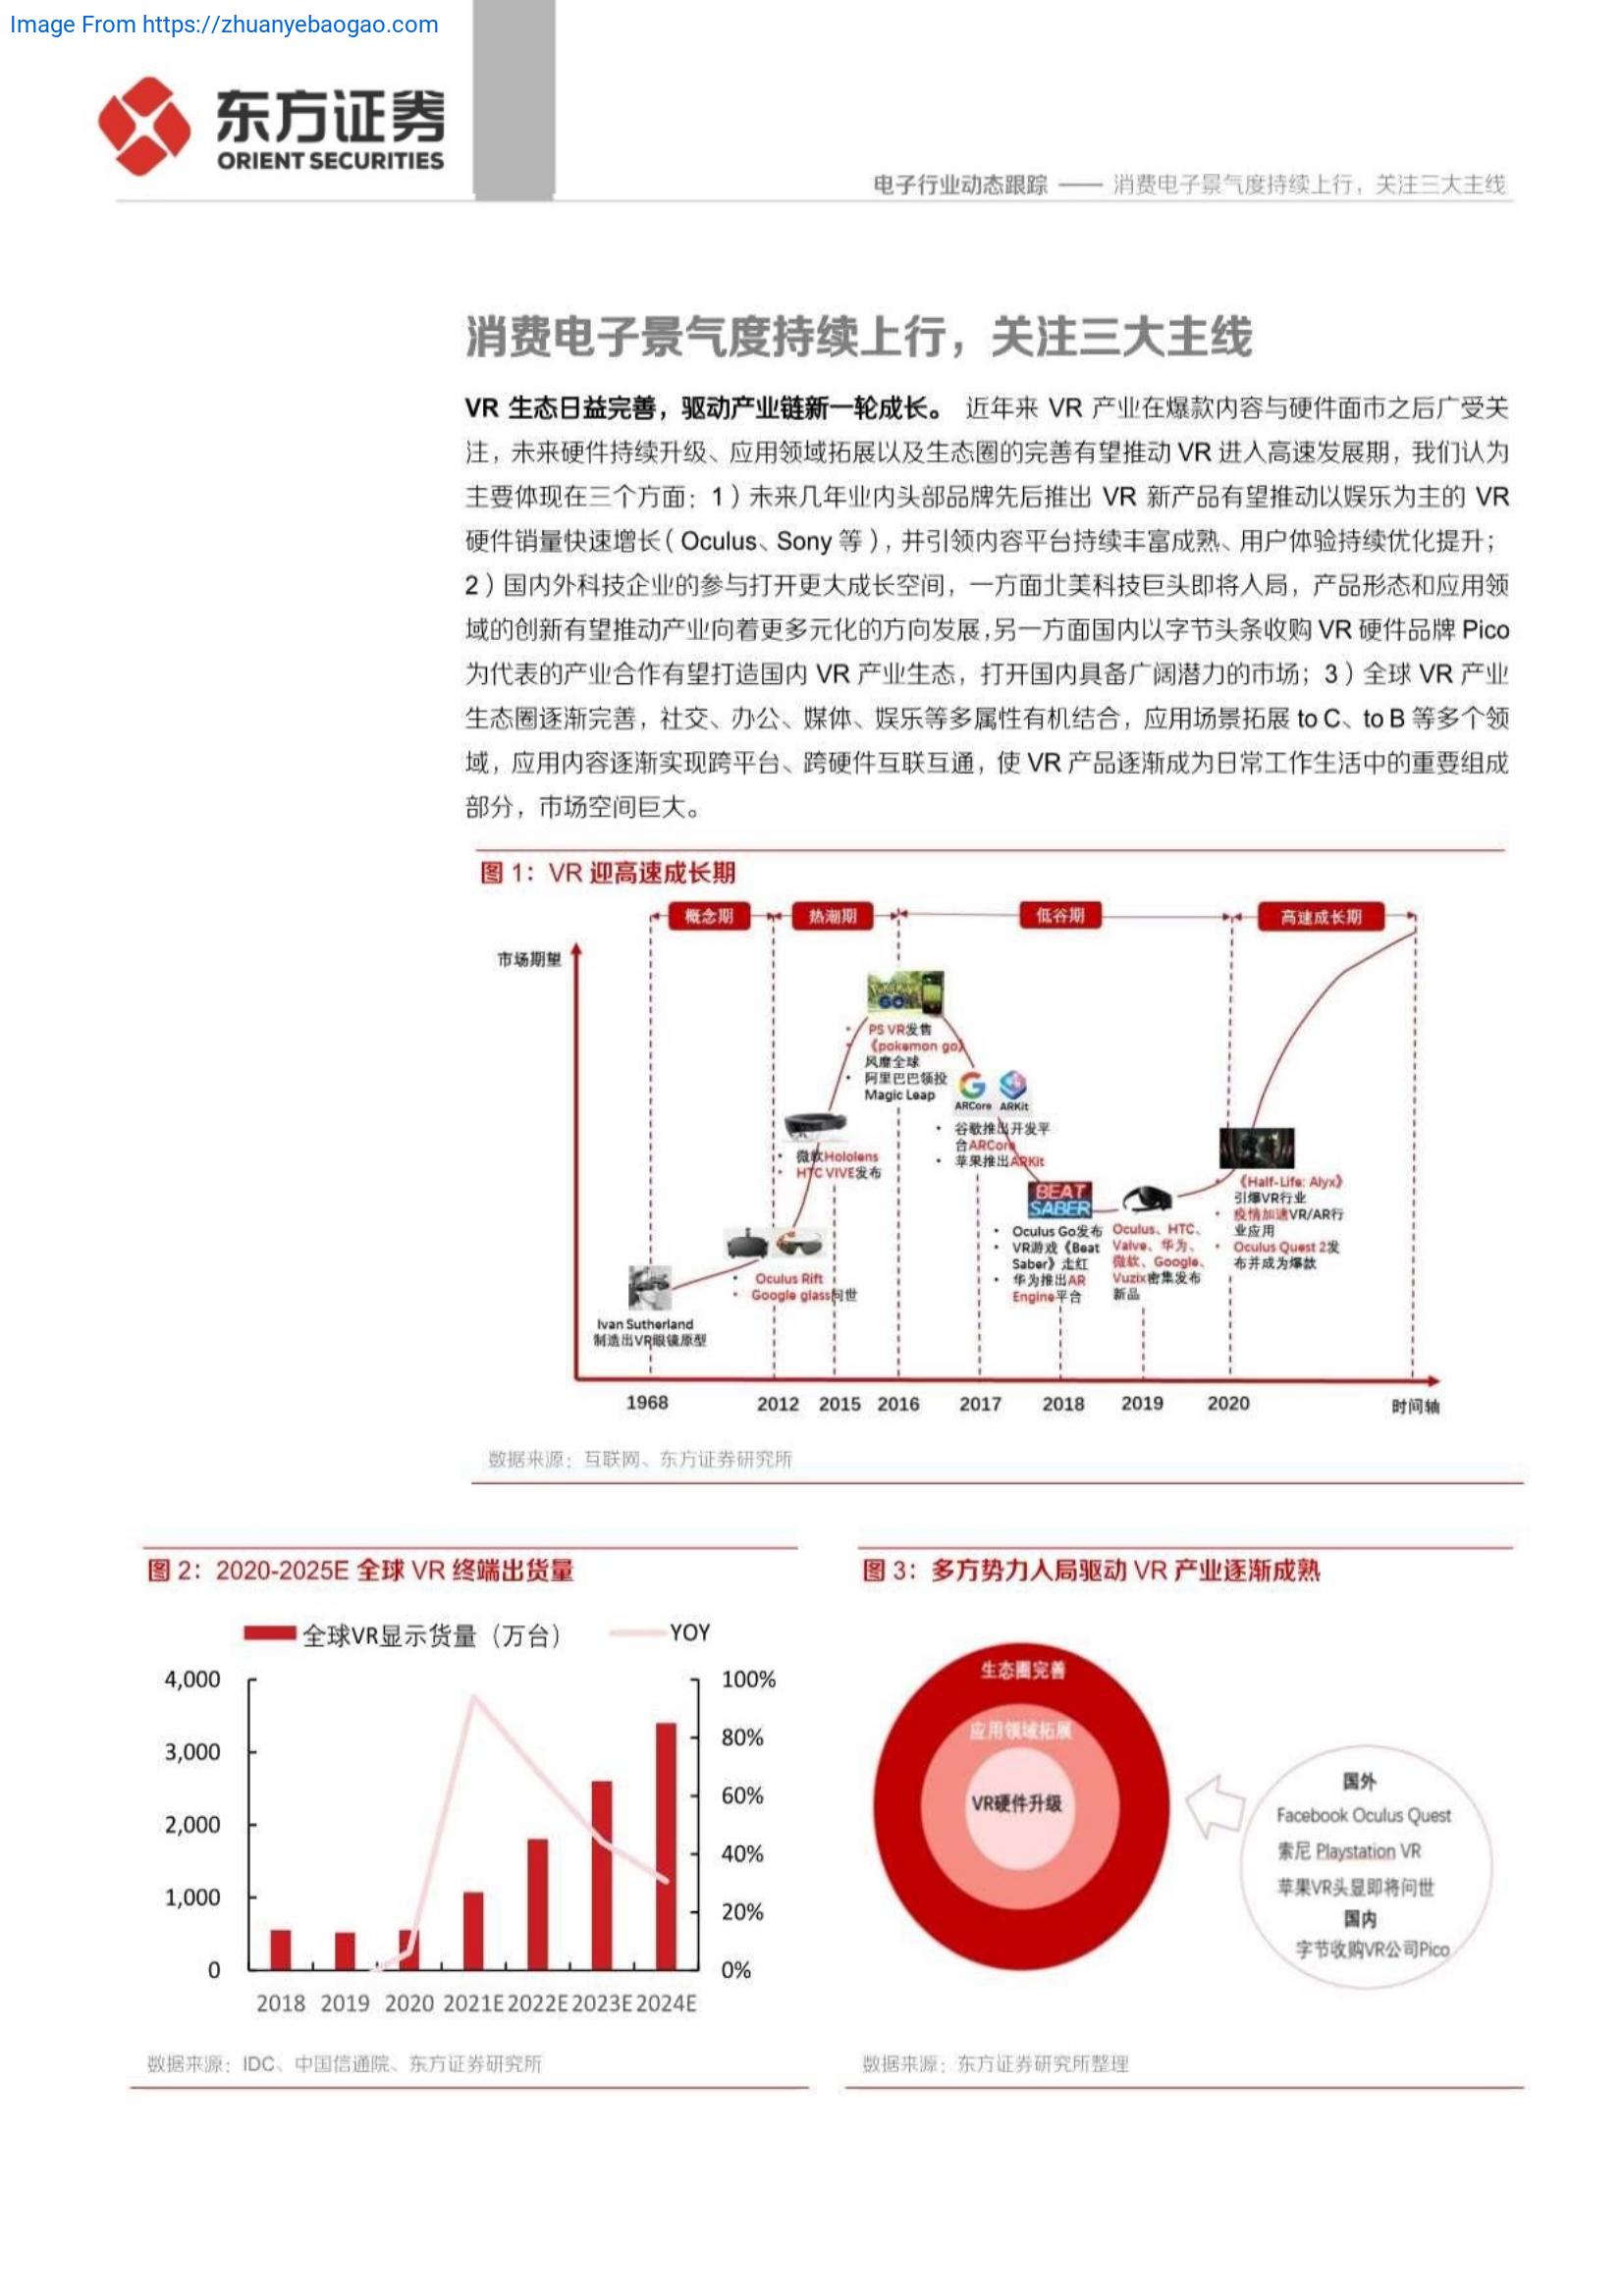 Image From https://zhuanyebaogao.com
东方证券
ORIENT SECURITIES
电子行业动态跟踪 —— 消费电子景气度持续上行，关注三大主线
消费电子景气度持续上行，关注三大主线
VR 生态日益完善，驱动产业链新一轮成长。 近年来 VR 产业在爆款内容与硬件面市之后广受关
注，未来硬件持续升级、应用领域拓展以及生态圈的完善有望推动 VR 进入高速发展期，我们认为
主要体现在三个方面：1）未来几年业内头部品牌先后推出 VR 新产品有望推动以娱乐为主的 VR
硬件销量快速增长（Oculus、Sony 等），并引领内容平台持续丰富成熟、用户体验持续优化提升；
2）国内外科技企业的参与打开更大成长空间，一方面北美科技巨头即将入局，产品形态和应用领
域的创新有望推动产业向着更多元化的方向发展,另一方面国内以字节头条收购 VR 硬件品牌 Pico
为代表的产业合作有望打造国内 VR 产业生态，打开国内具备广阔潜力的市场；3）全球 VR 产业
生态圈逐渐完善，社交、办公、媒体、娱乐等多属性有机结合，应用场景拓展 to C、to B 等多个领
域，应用内容逐渐实现跨平台、跨硬件互联互通，使 VR 产品逐渐成为日常工作生活中的重要组成
部分，市场空间巨大。
图 1：VR 迎高速成长期
概念期 热潮期 低谷期 高速成长期
市场期望
Pokemon GO
• PS VR发售
• 《pokemon go》
风靡全球
• 阿里巴巴领投
Magic Leap
ARCore ARKit
• 谷歌推出开发平
台ARCore
• 苹果推出ARKit
• 微软Hololens
• HTC VIVE发布
BEAT
SABER
• Oculus Go发布
• VR游戏《Beat
Saber》走红
• 华为推出AR
Engine平台
Oculus、HTC、
Valve、华为、
微软、Google、
Vuzix密集发布
新品
• 《Half-Life: Alyx》
引爆VR行业
• 疫情加速VR/AR行
业应用
• Oculus Quest 2发
布并成为爆款
• Oculus Rift
• Google glass问世
Ivan Sutherland
制造出VR眼镜原型
1968 2012 2015 2016 2017 2018 2019 2020 时间轴
数据来源：互联网、东方证券研究所
图 2：2020-2025E 全球 VR 终端出货量
全球VR显示货量（万台） YOY
4,000 100%
80%
3,000
60%
2,000
40%
1,000
20%
0 0%
2018 2019 2020 2021E 2022E 2023E 2024E
数据来源：IDC、中国信通院、东方证券研究所
图 3：多方势力入局驱动 VR 产业逐渐成熟
生态圈完善
应用领域拓展
VR硬件升级
国外
Facebook Oculus Quest
索尼 Playstation VR
苹果VR头显即将问世
国内
字节收购VR公司Pico
数据来源：东方证券研究所整理